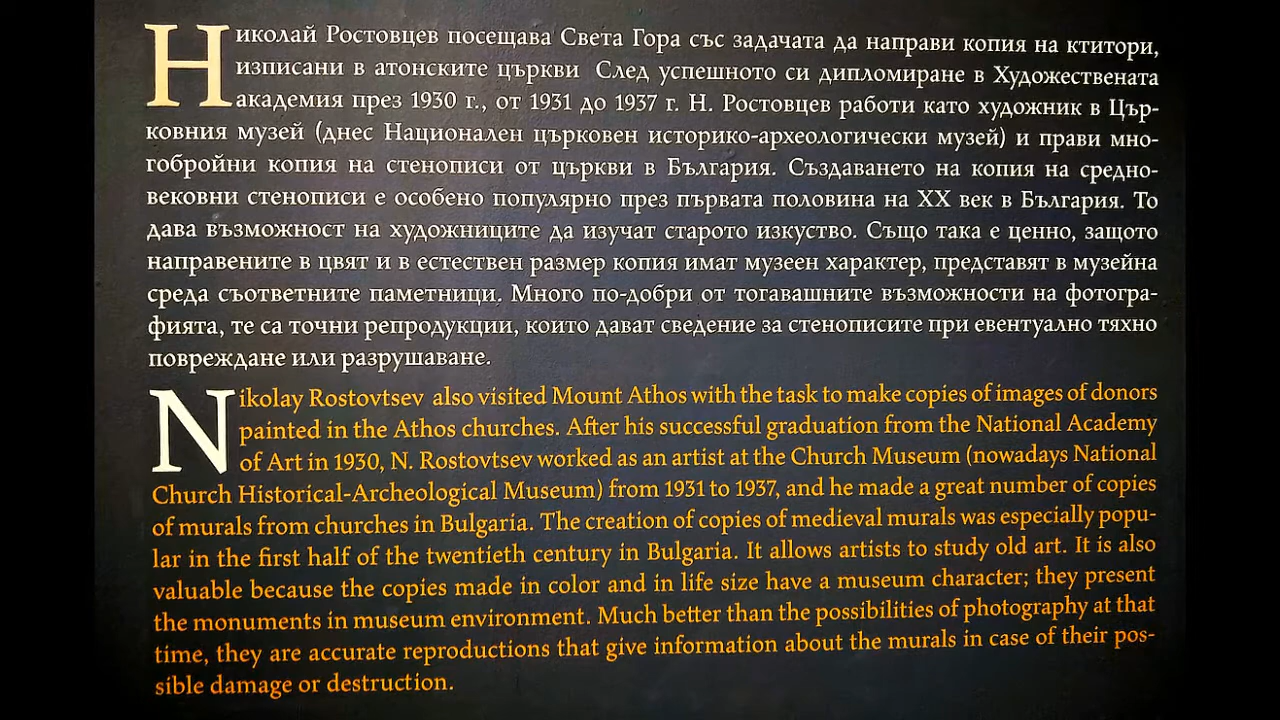 Николай Ростовцев посещава Света Гора със задачата да направи копия на ктитори,
изписани в атонските църкви След успешното си дипломиране в Художествената
академия през 1930 г., от 1931 до 1937 г. Н. Ростовцев работи като художник в Цър-
ковния музей (днес Национален църковен историко-археологически музей) и прави мно-
гобройни копия на стенописи от църкви в България. Създаването на копия на средно-
вековни стенописи е особено популярно през първата половина на XX век в България. То
дава възможност на художниците да изучат старото изкуство. Също така е ценно, защото
направените в цвят и в естествен размер копия имат музеен характер, представят в музейна
среда съответните паметници. Много по-добри от тогавашните възможности на фотогра-
фията, те са точни репродукции, които дават сведение за стенописите при евентуално тяхно
повреждане или разрушаване.
Nikolay Rostovtsev also visited Mount Athos with the task to make copies of images of donors
painted in the Athos churches. After his successful graduation from the National Academy
of Art in 1930, N. Rostovtsev worked as an artist at the Church Museum (nowadays National
Church Historical-Archeological Museum) from 1931 to 1937, and he made a great number of copies
of murals from churches in Bulgaria. The creation of copies of medieval murals was especially popu-
lar in the first half of the twentieth century in Bulgaria. It allows artists to study old art. It is also
valuable because the copies made in color and in life size have a museum character; they present
the monuments in museum environment. Much better than the possibilities of photography at that
time, they are accurate reproductions that give information about the murals in case of their pos-
sible damage or destruction.